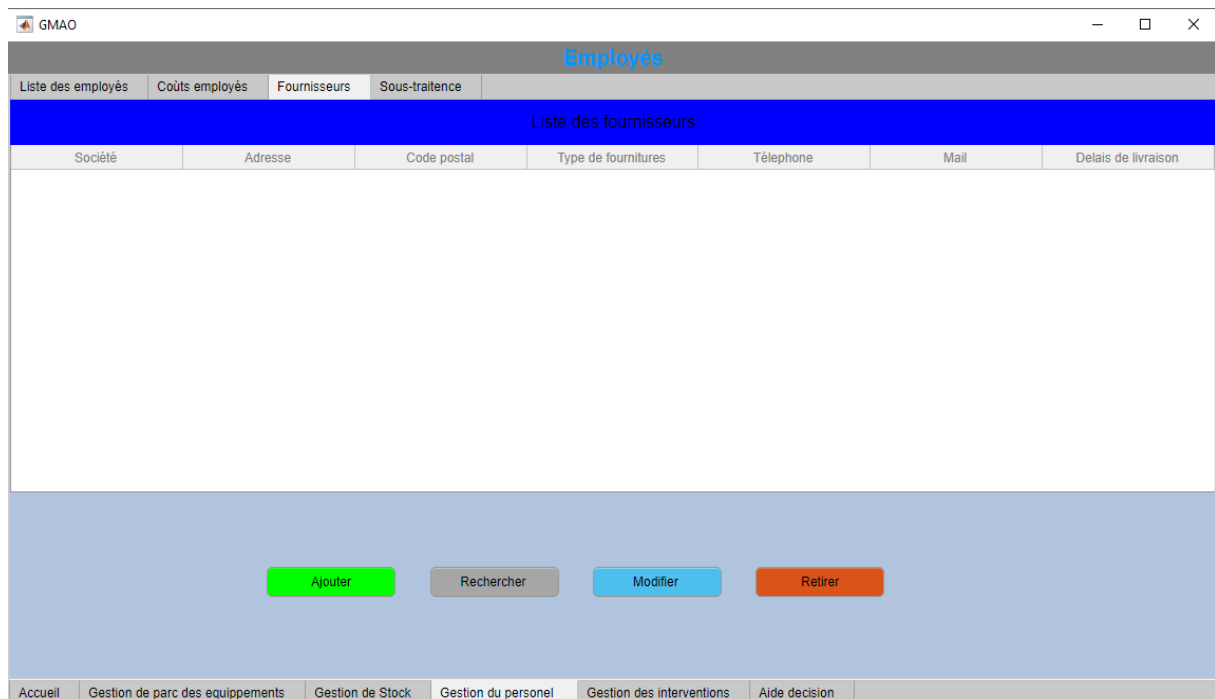 GMAO
Employés
Liste des employés Coùts employés Fournisseurs Sous-traitence
Liste des fournisseurs
Société Adresse Code postal Type de fournitures Télephone Mail Delais de livraison
Ajouter Rechercher Modifier Retirer
Accueil Gestion de parc des equippements Gestion de Stock Gestion du personel Gestion des interventions Aide decision